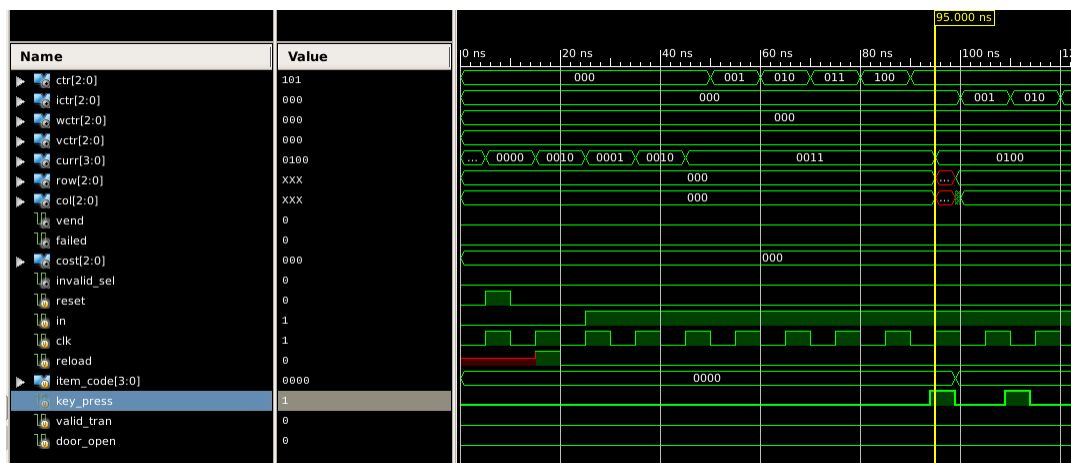 95.000 ns
Name Value
0 ns 20 ns 40 ns 60 ns 80 ns 100 ns 12
ctr[2:0] 101 000 001 010 011 100
ictr[2:0] 000 000 001 010
wctr[2:0] 000 000
vctr[2:0] 000
curr[3:0] 0100 ... 0000 0010 0001 0010 0011 0100
row[2:0] XXX 000 ...
col[2:0] XXX 000 ...
vend 0
failed 0
cost[2:0] 000 000
invalid_sel 0
reset 0
in 1
clk 1
reload 0
item_code[3:0] 0000 0000
key_press 1
valid_tran 0
door_open 0